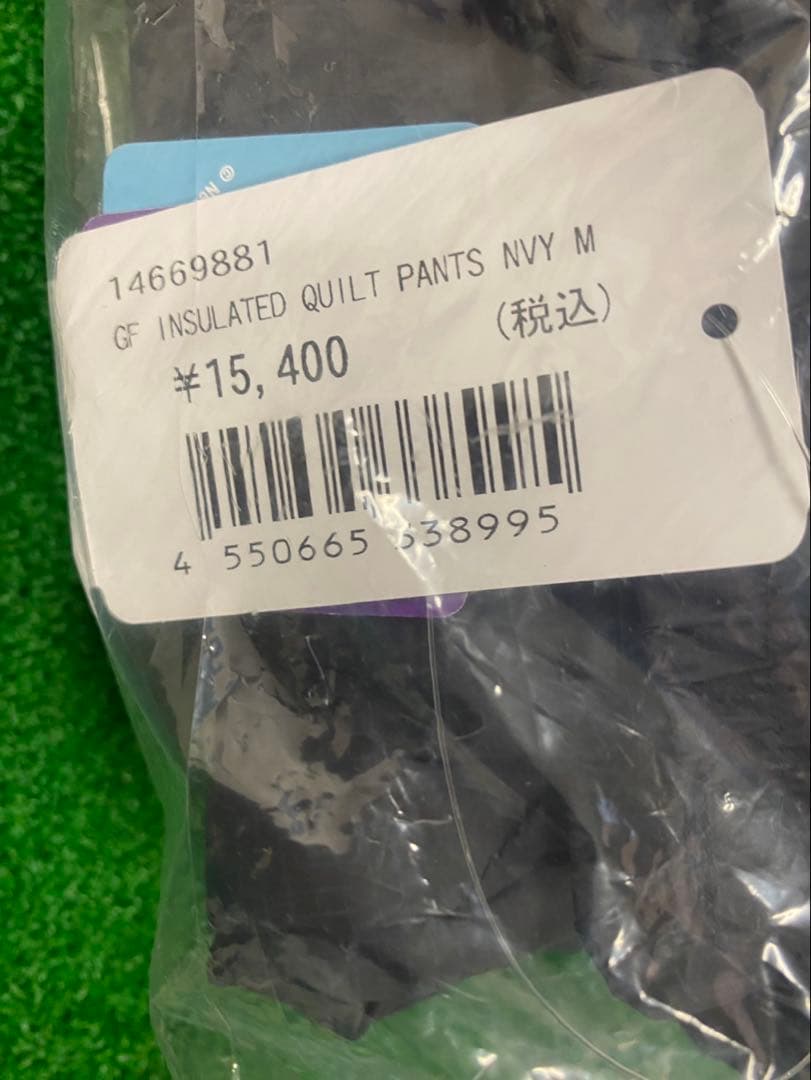 14669881
GF INSULATED QUILT PANTS NVY M
¥15,400 (税込)
4 550665 538995